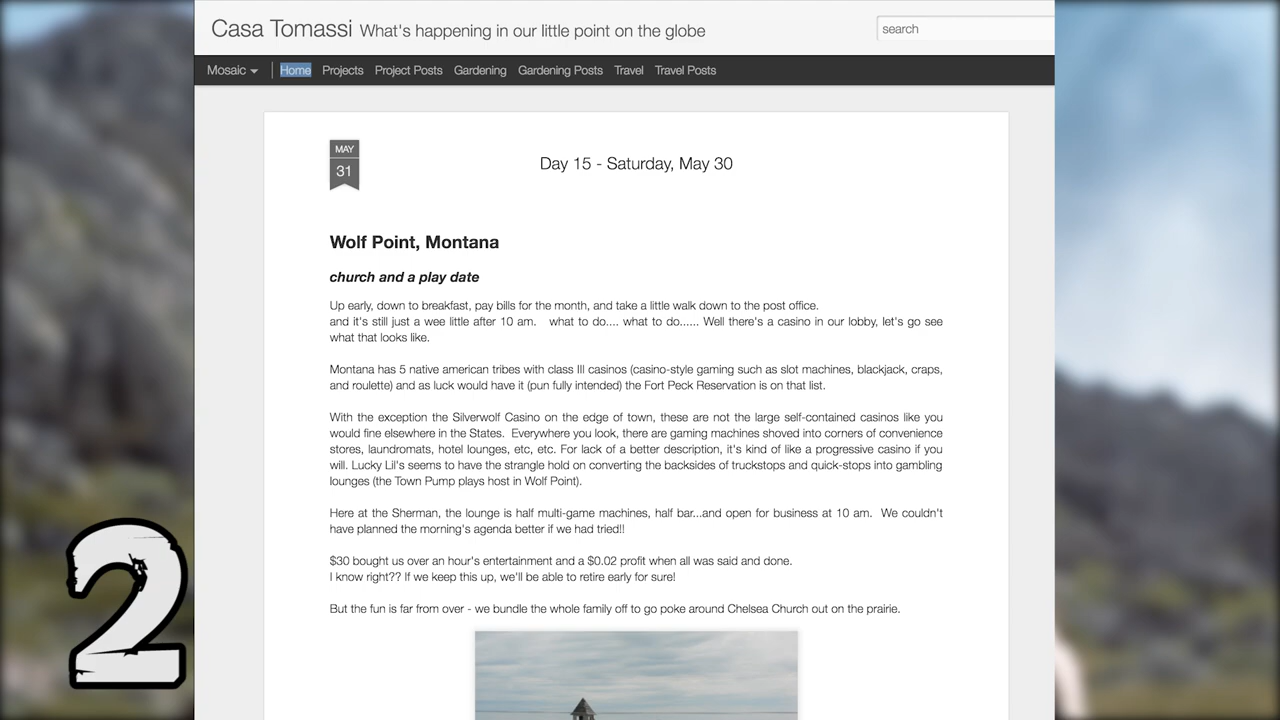 Casa Tomassi What's happening in our little point on the globe
search
Mosaic Home Projects Project Posts Gardening Gardening Posts Travel Travel Posts
MAY
31
Day 15 - Saturday, May 30
Wolf Point, Montana
church and a play date
Up early, down to breakfast, pay bills for the month, and take a little walk down to the post office.
and it's still just a wee little after 10 am. what to do.... what to do...... Well there's a casino in our lobby, let's go see
what that looks like.
Montana has 5 native american tribes with class III casinos (casino-style gaming such as slot machines, blackjack, craps,
and roulette) and as luck would have it (pun fully intended) the Fort Peck Reservation is on that list.
With the exception the Silverwolf Casino on the edge of town, these are not the large self-contained casinos like you
would fine elsewhere in the States. Everywhere you look, there are gaming machines shoved into corners of convenience
stores, laundromats, hotel lounges, etc, etc. For lack of a better description, it's kind of like a progressive casino if you
will. Lucky Lil's seems to have the strangle hold on converting the backsides of truckstops and quick-stops into gambling
lounges (the Town Pump plays host in Wolf Point).
Here at the Sherman, the lounge is half multi-game machines, half bar...and open for business at 10 am. We couldn't
have planned the morning's agenda better if we had tried!!
$30 bought us over an hour's entertainment and a $0.02 profit when all was said and done.
I know right?? If we keep this up, we'll be able to retire early for sure!
But the fun is far from over - we bundle the whole family off to go poke around Chelsea Church out on the prairie.
2